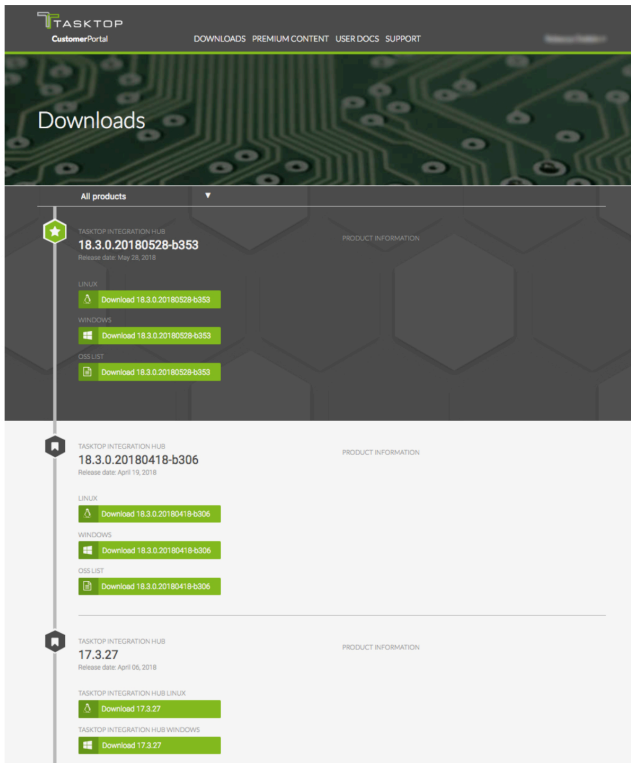 TASKTOP
CustomerPortal
DOWNLOADS PREMIUM CONTENT USER DOCS SUPPORT
Downloads
All products
TASKTOP INTEGRATION HUB
18.3.0.20180528-b353
Release date: May 28, 2018
PRODUCT INFORMATION
LINUX
Download 18.3.0.20180528-b353
WINDOWS
Download 18.3.0.20180528-b353
OSS LIST
Download 18.3.0.20180528-b353
TASKTOP INTEGRATION HUB
18.3.0.20180418-b306
Release date: April 19, 2018
PRODUCT INFORMATION
LINUX
Download 18.3.0.20180418-b306
WINDOWS
Download 18.3.0.20180418-b306
OSS LIST
Download 18.3.0.20180418-b306
TASKTOP INTEGRATION HUB
17.3.27
Release date: April 06, 2018
PRODUCT INFORMATION
TASKTOP INTEGRATION HUB LINUX
Download 17.3.27
TASKTOP INTEGRATION HUB WINDOWS
Download 17.3.27